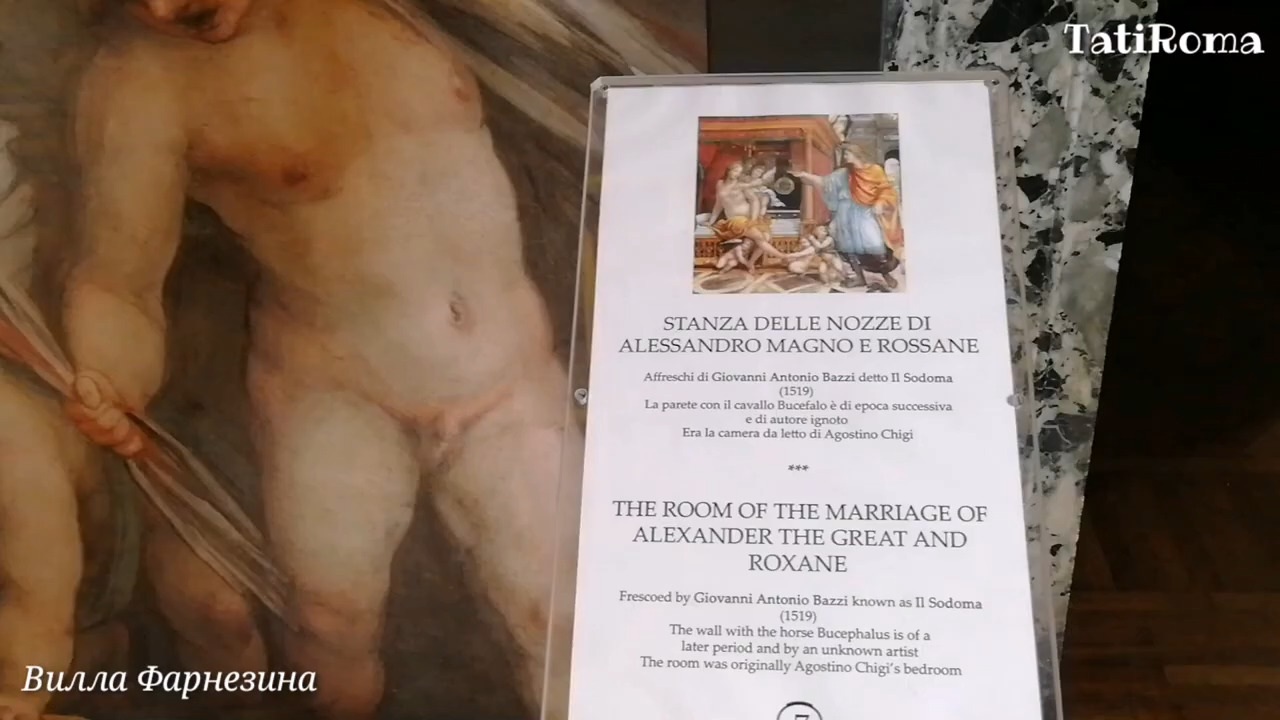 TatiRoma
STANZA DELLE NOZZE DI
ALESSANDRO MAGNO E ROSSANE
Affreschi di Giovanni Antonio Bazzi detto Il Sodoma
(1519)
La parete con il cavallo Bucefalo è di epoca successiva
e di autore ignoto
Era la camera da letto di Agostino Chigi
***
THE ROOM OF THE MARRIAGE OF
ALEXANDER THE GREAT AND
ROXANE
Frescoed by Giovanni Antonio Bazzi known as Il Sodoma
(1519)
The wall with the horse Bucephalus is of a
later period and by an unknown artist
The room was originally Agostino Chigi's bedroom
Вилла Фарнезина